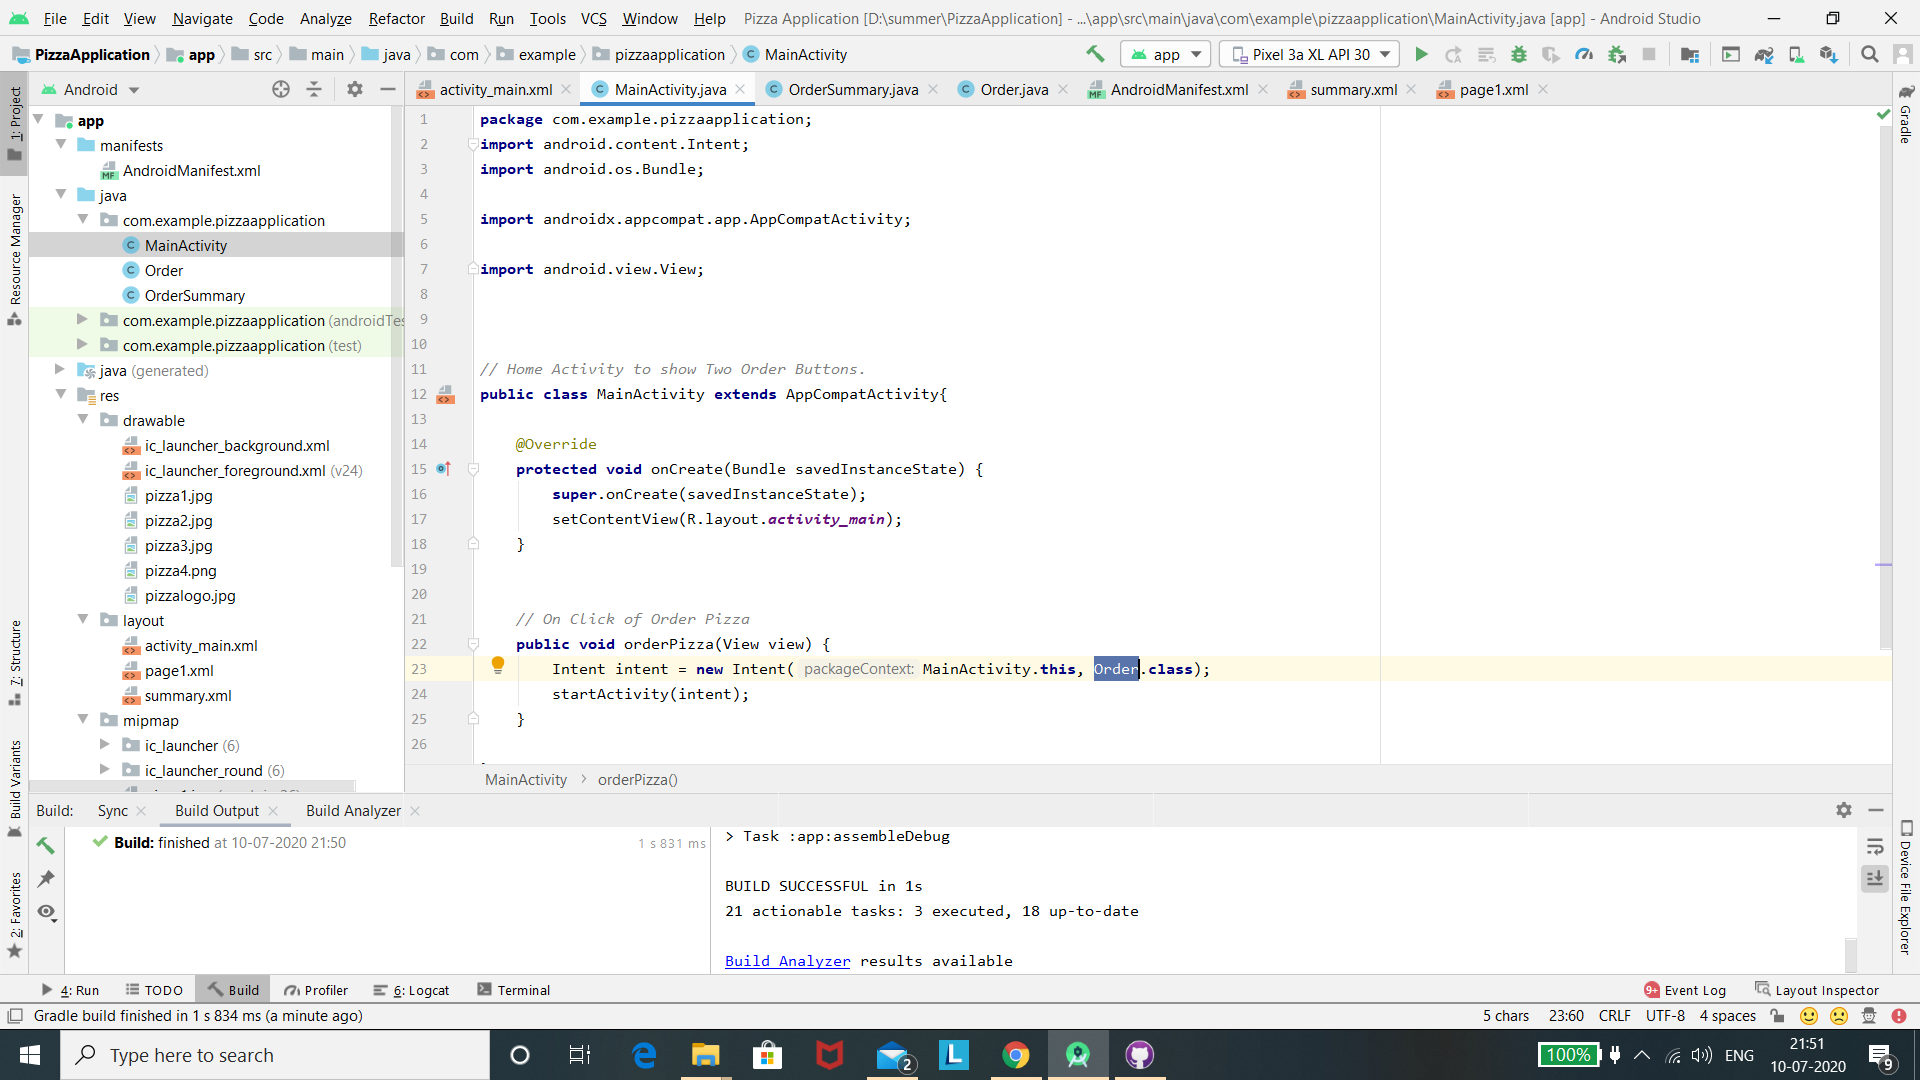 File Edit View Navigate Code Analyze Refactor Build Run Tools VCS Window Help Pizza Application [D:\summer\PizzaApplication] - ...\app\src\main\java\com\example\pizzaapplication\MainActivity.java [app] - Android Studio
PizzaApplication app src main java com example pizzaapplication MainActivity app Pixel 3a XL API 30
Android
activity_main.xml MainActivity.java OrderSummary.java Order.java AndroidManifest.xml summary.xml page1.xml
1: Project
Resource Manager
7: Structure
Build Variants
2: Favorites
app
manifests
AndroidManifest.xml
java
com.example.pizzaapplication
MainActivity
Order
OrderSummary
com.example.pizzaapplication (androidTes
com.example.pizzaapplication (test)
java (generated)
res
drawable
ic_launcher_background.xml
ic_launcher_foreground.xml (v24)
pizza1.jpg
pizza2.jpg
pizza3.jpg
pizza4.png
pizzalogo.jpg
layout
activity_main.xml
page1.xml
summary.xml
mipmap
ic_launcher (6)
ic_launcher_round (6)
1 package com.example.pizzaapplication;
2 import android.content.Intent;
3 import android.os.Bundle;
4
5 import androidx.appcompat.app.AppCompatActivity;
6
7 import android.view.View;
8
9
10
11 // Home Activity to show Two Order Buttons.
12 public class MainActivity extends AppCompatActivity{
13
14 @Override
15 protected void onCreate(Bundle savedInstanceState) {
16 super.onCreate(savedInstanceState);
17 setContentView(R.layout.activity_main);
18 }
19
20
21 // On Click of Order Pizza
22 public void orderPizza(View view) {
23 Intent intent = new Intent( packageContext: MainActivity.this, Order.class);
24 startActivity(intent);
25 }
26
MainActivity orderPizza()
Gradle
Device File Explorer
Build: Sync Build Output Build Analyzer
Build: finished at 10-07-2020 21:50 1 s 831 ms
> Task :app:assembleDebug
BUILD SUCCESSFUL in 1s
21 actionable tasks: 3 executed, 18 up-to-date
Build Analyzer results available
4: Run TODO Build Profiler 6: Logcat Terminal 9+ Event Log Layout Inspector
Gradle build finished in 1 s 834 ms (a minute ago) 5 chars 23:60 CRLF UTF-8 4 spaces
Type here to search 2 L 100% ENG 21:51
10-07-2020 9